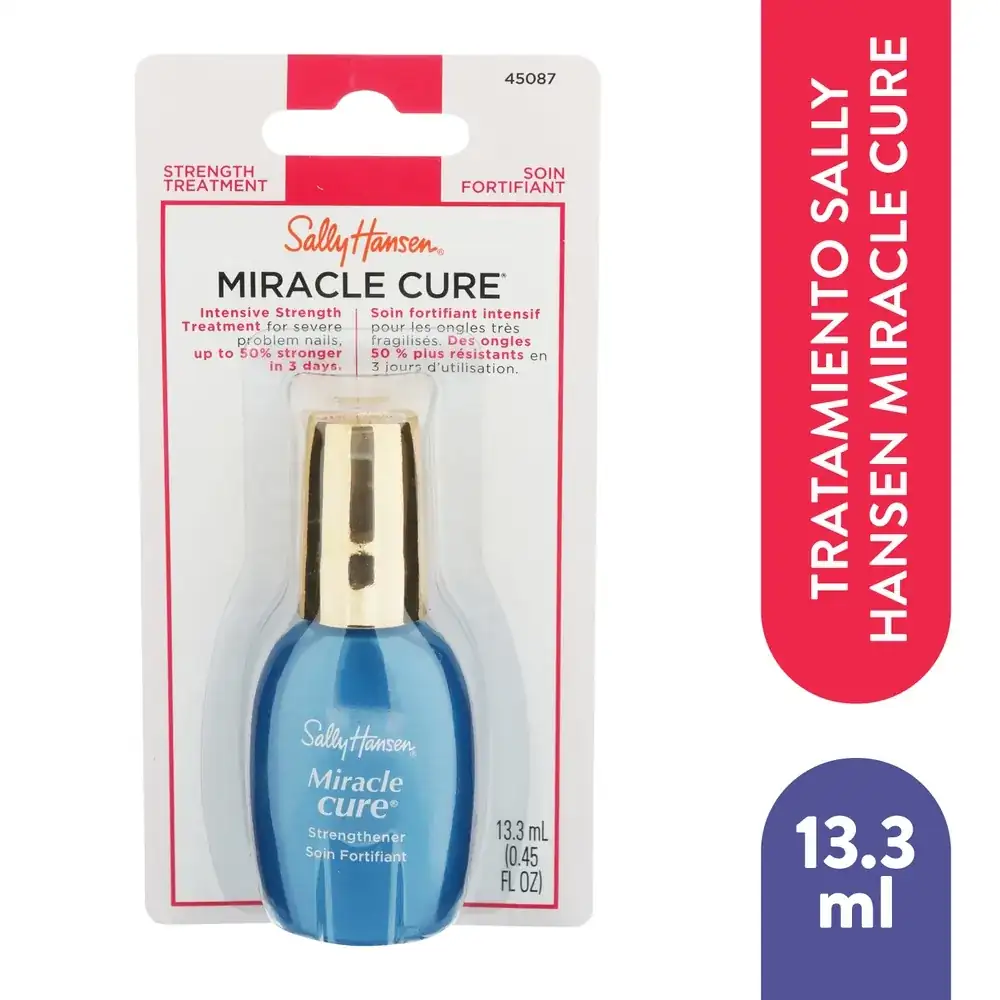 45087
STRENGTH
TREATMENT
SOIN
FORTIFIANT
Sally Hansen®
MIRACLE CURE®
Intensive Strength
Treatment for severe
problem nails,
up to 50% stronger
in 3 days.
Soin fortifiant intensif
pour les ongles très
fragilisés. Des ongles
50 % plus résistants en
3 jours d'utilisation.
Sally Hansen®
Miracle
cure®
Strengthener
Soin Fortifiant
13.3 mL
(0.45
FL OZ)
TRATAMIENTO SALLY
HANSEN MIRACLE CURE
13.3
ml